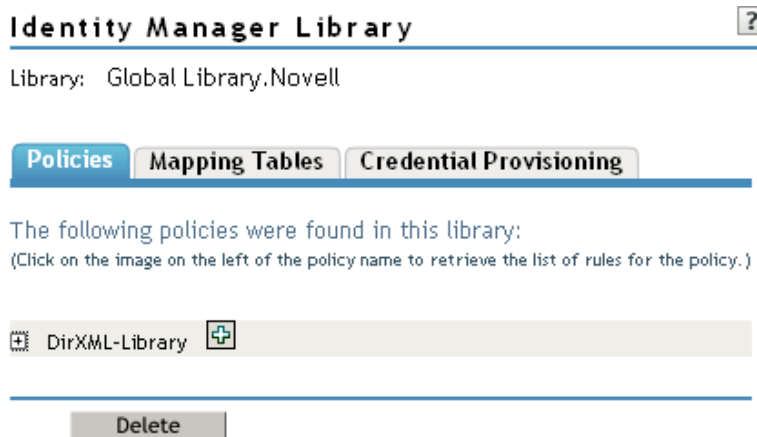 Identity Manager Library
?
Library: Global Library.Novell
Policies Mapping Tables Credential Provisioning
The following policies were found in this library:
(Click on the image on the left of the policy name to retrieve the list of rules for the policy.)
DirXML-Library
Delete